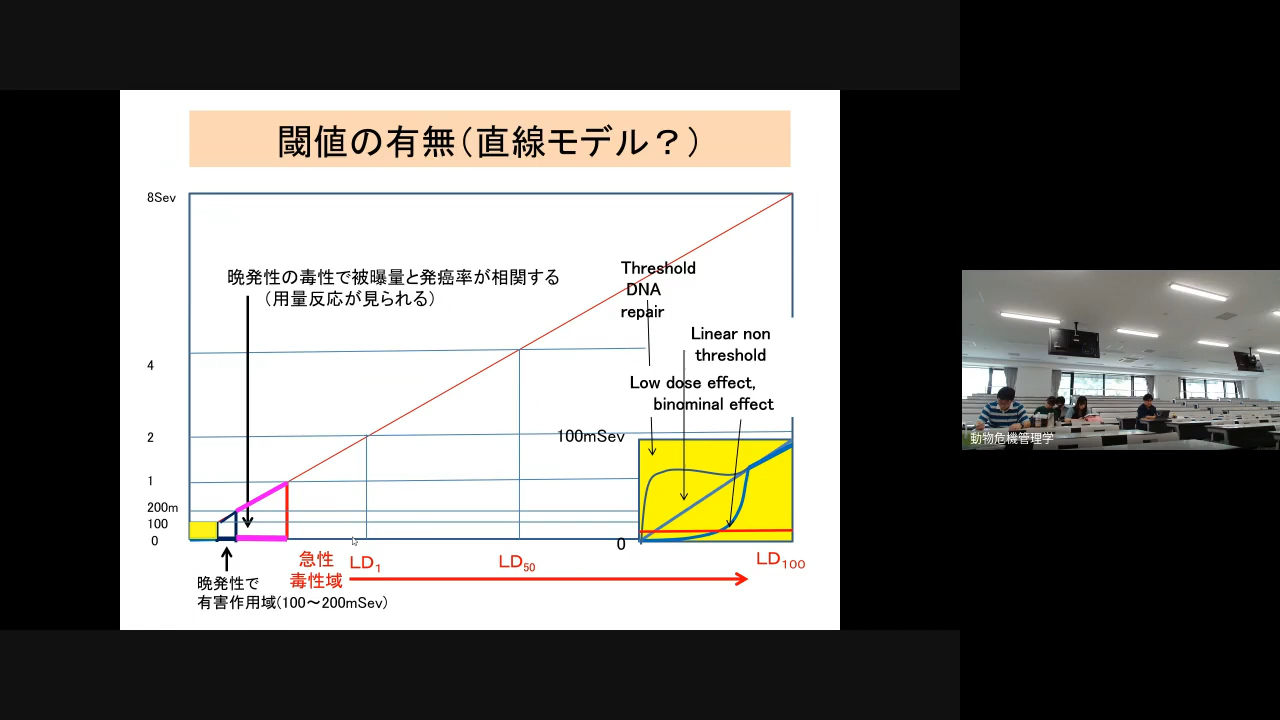 閾値の有無（直線モデル？）
8Sev
晩発性の毒性で被曝量と発癌率が相関する
（用量反応が見られる）
Threshold
DNA
repair
Linear non
threshold
4
Low dose effect,
binominal effect
2
100mSev
1
200m
100
0
0
急性
毒性域
LD1
LD50
LD100
晩発性で
有害作用域(100～200mSev)
動物危機管理学